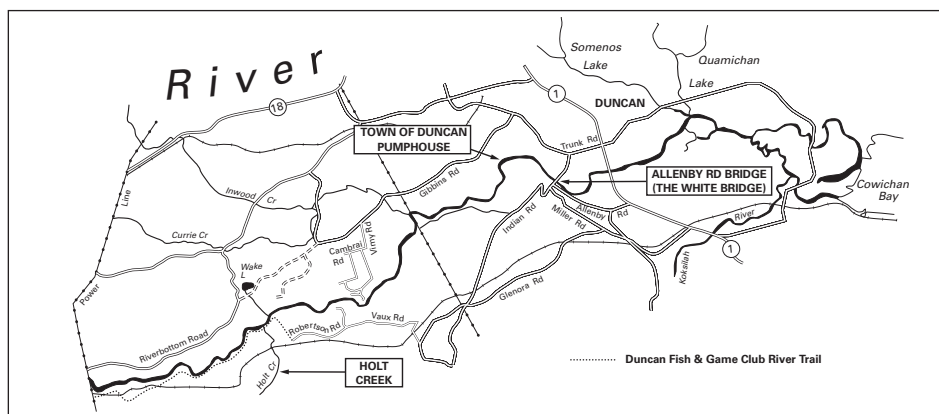 River
18
Somenos
Lake
Quamichan
Lake
1
DUNCAN
TOWN OF DUNCAN
PUMPHOUSE
Trunk Rd
ALLENBY RD BRIDGE
(THE WHITE BRIDGE)
Cowichan
Bay
Line
Inwood
Cr
Gibbins Rd
Currie Cr
Vimy Rd
Cambrai
Rd
Indian Rd
Allenby
Rd
Miller Rd
River
Koksilah
1
Wake
L
Power
Glenora Rd
Riverbottom Road
Robertson Rd
Vaux Rd
Holt Cr
HOLT
CREEK
Duncan Fish & Game Club River Trail